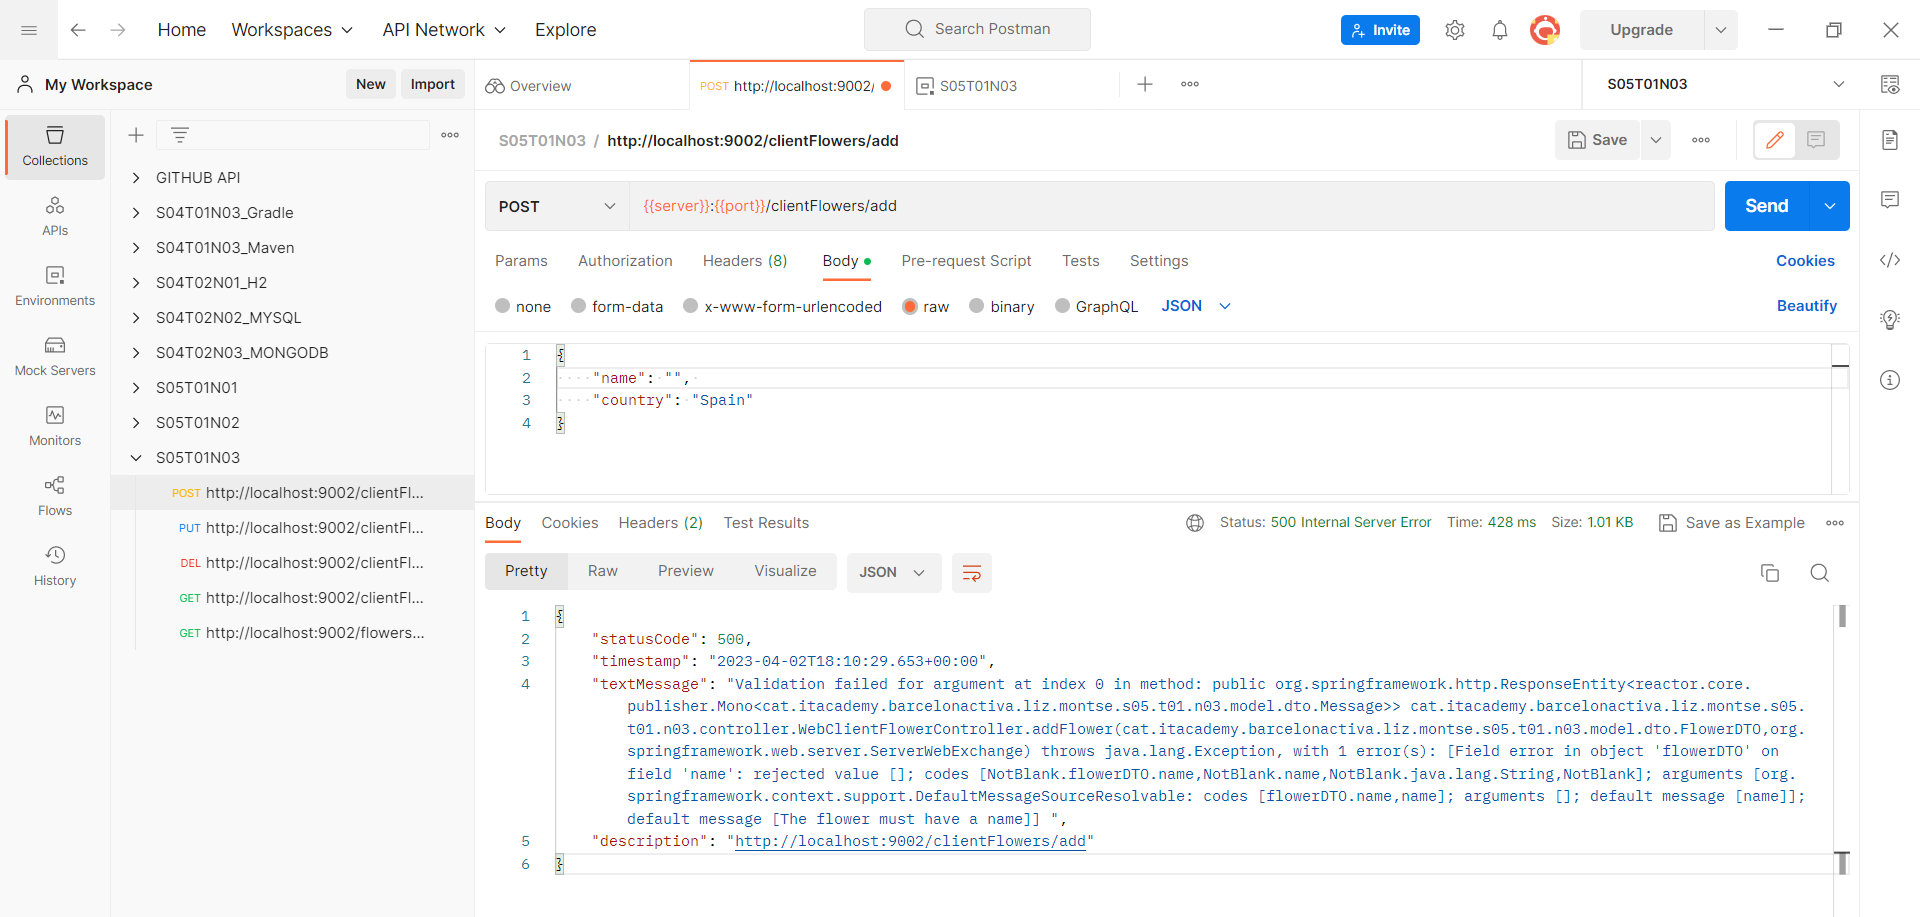 Home Workspaces API Network Explore Search Postman Invite Upgrade
My Workspace New Import Overview POST http://localhost:9002/ S05T01N03 S05T01N03
Collections
APIs
Environments
Mock Servers
Monitors
Flows
History
GITHUB API
S04T01N03_Gradle
S04T01N03_Maven
S04T02N01_H2
S04T02N02_MYSQL
S04T02N03_MONGODB
S05T01N01
S05T01N02
S05T01N03
POST http://localhost:9002/clientFl...
PUT http://localhost:9002/clientFl...
DEL http://localhost:9002/clientFl...
GET http://localhost:9002/clientFl...
GET http://localhost:9002/flowers...
S05T01N03 / http://localhost:9002/clientFlowers/add Save
POST {{server}}:{{port}}/clientFlowers/add Send
Params Authorization Headers (8) Body Pre-request Script Tests Settings Cookies
none form-data x-www-form-urlencoded raw binary GraphQL JSON Beautify
1 {
2 "name": "",
3 "country": "Spain"
4 }
Body Cookies Headers (2) Test Results Status: 500 Internal Server Error Time: 428 ms Size: 1.01 KB Save as Example
Pretty Raw Preview Visualize JSON
1 {
2 "statusCode": 500,
3 "timestamp": "2023-04-02T18:10:29.653+00:00",
4 "textMessage": "Validation failed for argument at index 0 in method: public org.springframework.http.ResponseEntity<reactor.core.
publisher.Mono<cat.itacademy.barcelonactiva.liz.montse.s05.t01.n03.model.dto.Message>> cat.itacademy.barcelonactiva.liz.montse.s05.
t01.n03.controller.WebClientFlowerController.addFlower(cat.itacademy.barcelonactiva.liz.montse.s05.t01.n03.model.dto.FlowerDTO,org.
springframework.web.server.ServerWebExchange) throws java.lang.Exception, with 1 error(s): [Field error in object 'flowerDTO' on
field 'name': rejected value []; codes [NotBlank.flowerDTO.name,NotBlank.name,NotBlank.java.lang.String,NotBlank]; arguments [org.
springframework.context.support.DefaultMessageSourceResolvable: codes [flowerDTO.name,name]; arguments []; default message [name]];
default message [The flower must have a name]] ",
5 "description": "http://localhost:9002/clientFlowers/add"
6 }